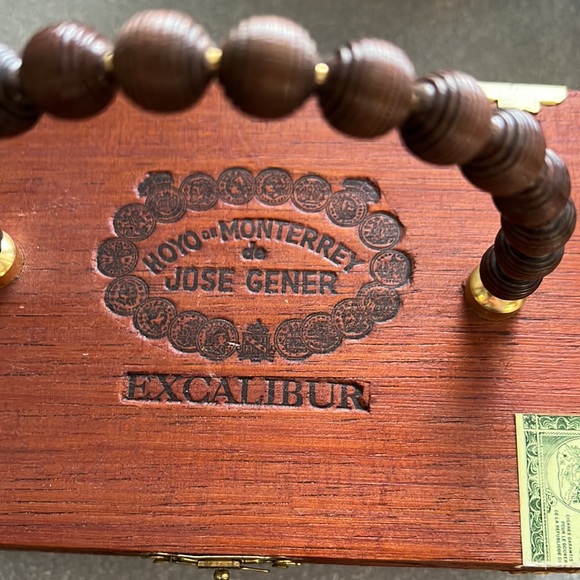 HOYO DE MONTERREY
de
JOSE GENER
EXCALIBUR